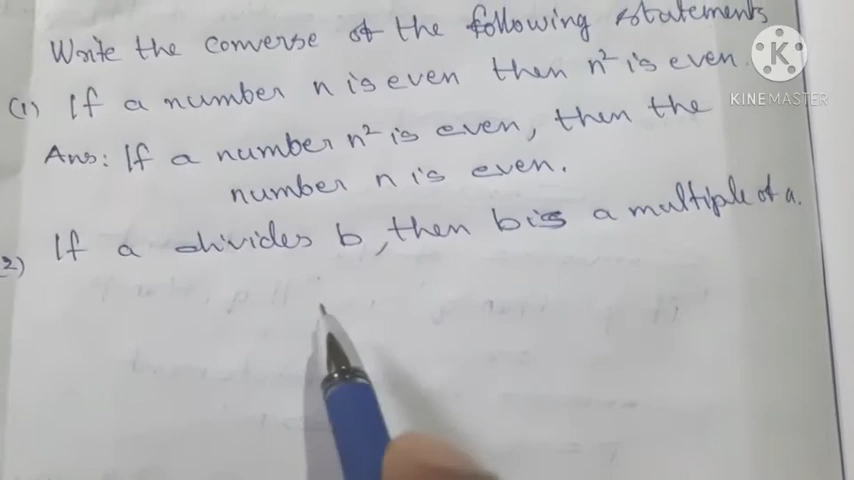 Write the converse of the following statements
(1) If a number n is even then n² is even.
Ans: If a number n² is even, then the
number n is even.
2) If a divides b, then b is a multiple of a.
KINEMASTER